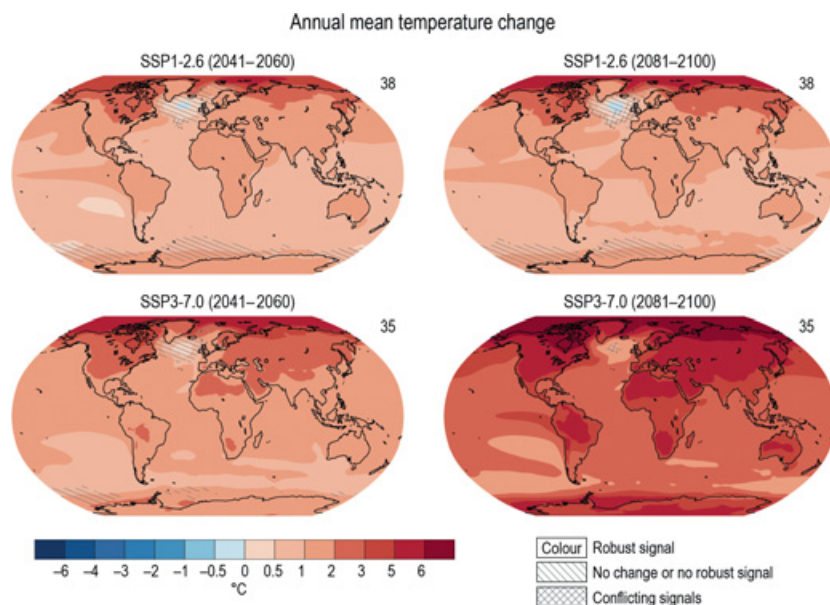 Annual mean temperature change
SSP1-2.6 (2041–2060)
38
SSP1-2.6 (2081–2100)
38
SSP3-7.0 (2041–2060)
35
SSP3-7.0 (2081–2100)
35
–6 –4 –3 –2 –1 –0.5 0 0.5 1 2 3 4 5 6
°C
Colour Robust signal
No change or no robust signal
Conflicting signals